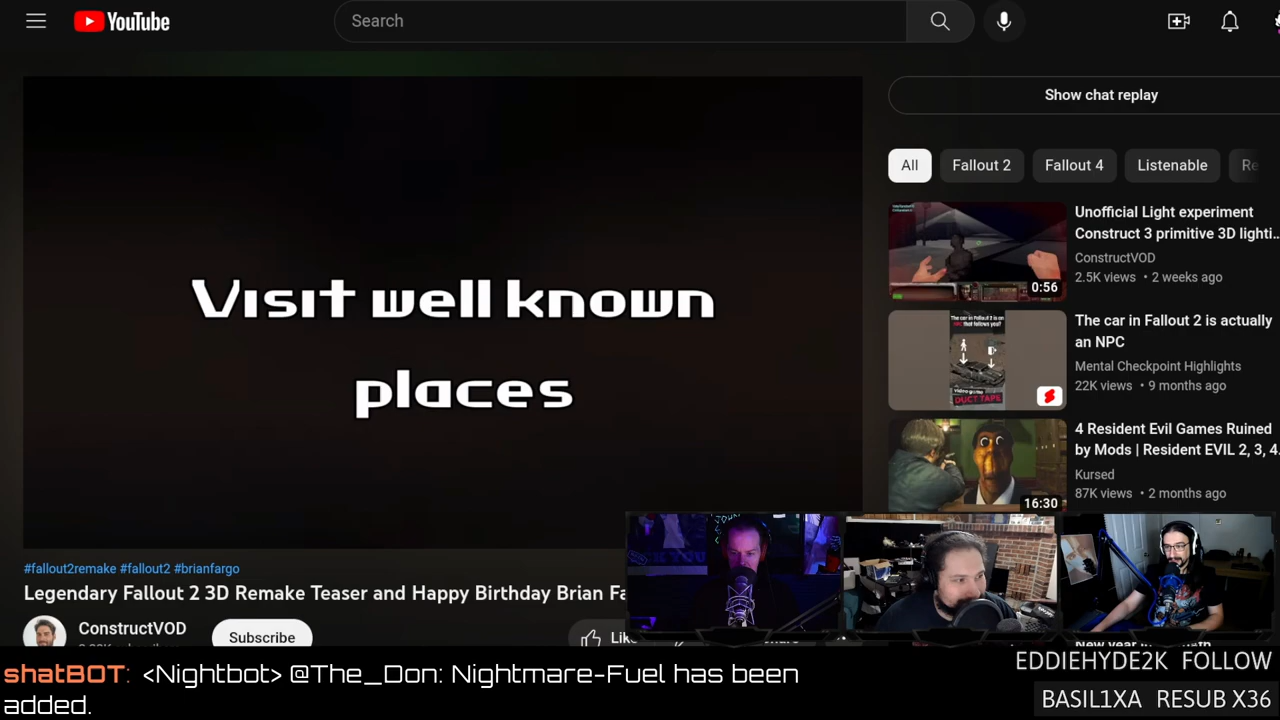 YouTube
Search
Show chat replay
Visit well known
places
All
Fallout 2
Fallout 4
Listenable
Re
Unofficial Light experiment
Construct 3 primitive 3D lighti...
ConstructVOD
2.5K views • 2 weeks ago
0:56
The car in Fallout 2 is actually
an NPC
Mental Checkpoint Highlights
22K views • 9 months ago
DUCT TAPE
4 Resident Evil Games Ruined
by Mods | Resident EVIL 2, 3, 4.
Kursed
87K views • 2 months ago
16:30
#fallout2remake #fallout2 #brianfargo
Legendary Fallout 2 3D Remake Teaser and Happy Birthday Brian Fa
ConstructVOD
Subscribe
Lik
shatBOT: <Nightbot> @The_Don: Nightmare-Fuel has been
added.
EDDIEHYDE2K FOLLOW
BASIL1XA RESUB X36